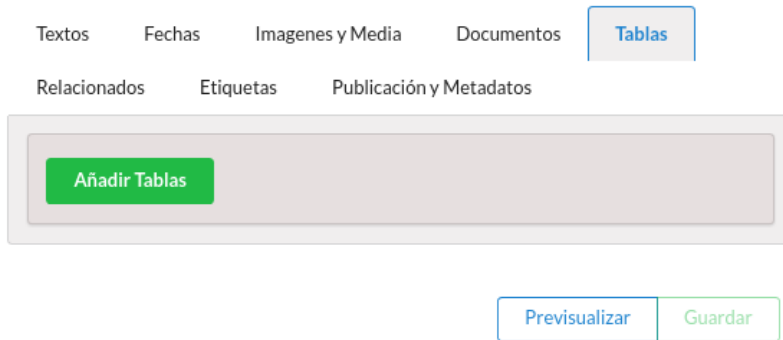 Textos Fechas Imagenes y Media Documentos Tablas
Relacionados Etiquetas Publicación y Metadatos
Añadir Tablas
Previsualizar Guardar